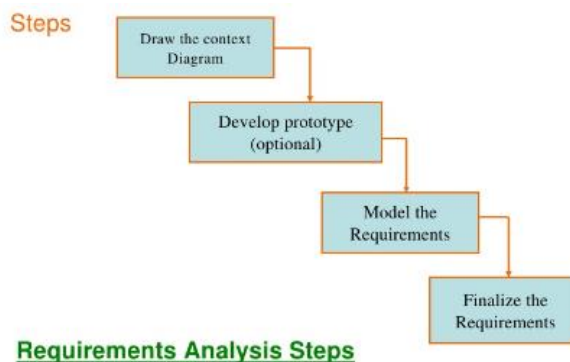 Steps
Draw the context
Diagram
Develop prototype
(optional)
Model the
Requirements
Finalize the
Requirements
Requirements Analysis Steps